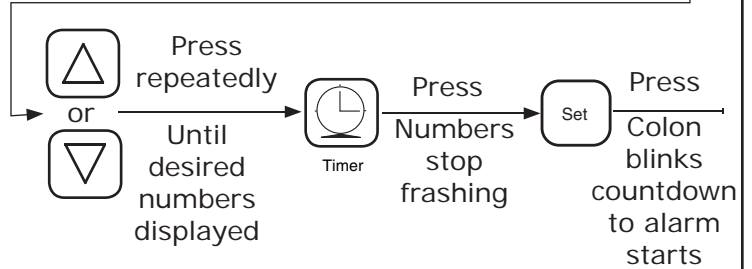 Press
repeatedly
or
Until
desired
numbers
displayed
Timer
Press
Numbers
stop
frashing
Set
Press
Colon
blinks
countdown
to alarm
starts